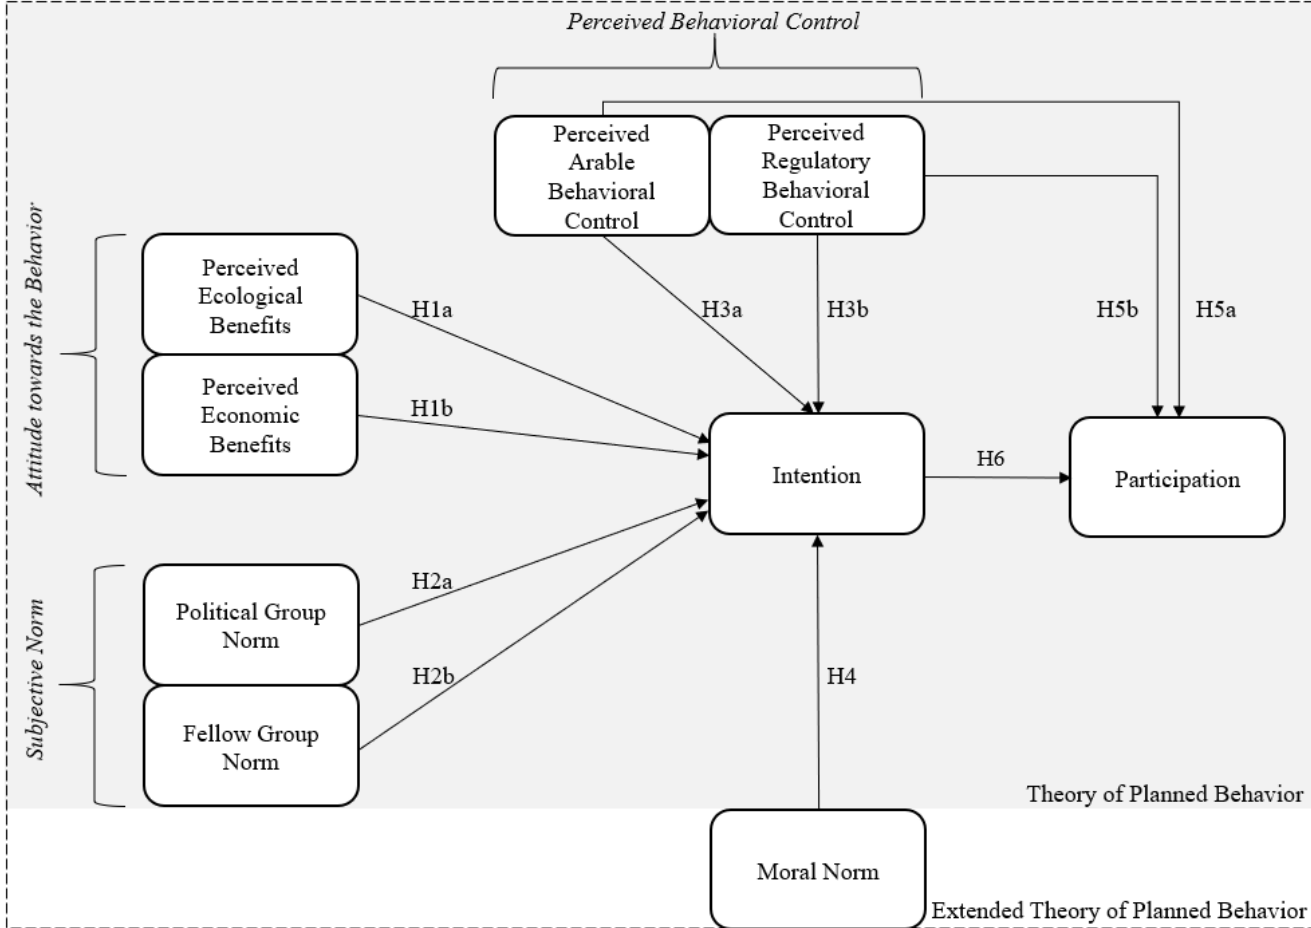 Perceived Behavioral Control
Perceived
Arable
Behavioral
Control
Perceived
Regulatory
Behavioral
Control
Attitude towards the Behavior
Perceived
Ecological
Benefits
Perceived
Economic
Benefits
H1a
H1b
H3a
H3b
H5b
H5a
Intention
H6
Participation
Subjective Norm
Political Group
Norm
Fellow Group
Norm
H2a
H2b
H4
Theory of Planned Behavior
Moral Norm
Extended Theory of Planned Behavior